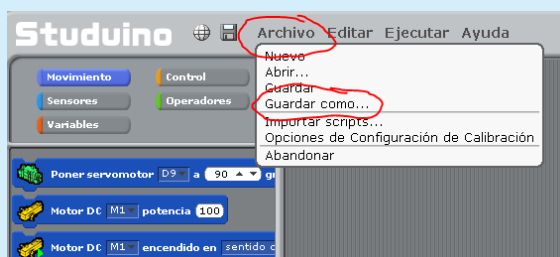 Studuino Archivo Editar Ejecutar Ayuda
Nuevo
Abrir...
Guardar
Guardar como...
Importar scripts...
Opciones de Configuración de Calibración
Abandonar
Movimiento Control
Sensores Operadores
Variables
Poner servomotor D9 a 90
Motor DC M1 potencia 100
Motor DC M1 encendido en sentido